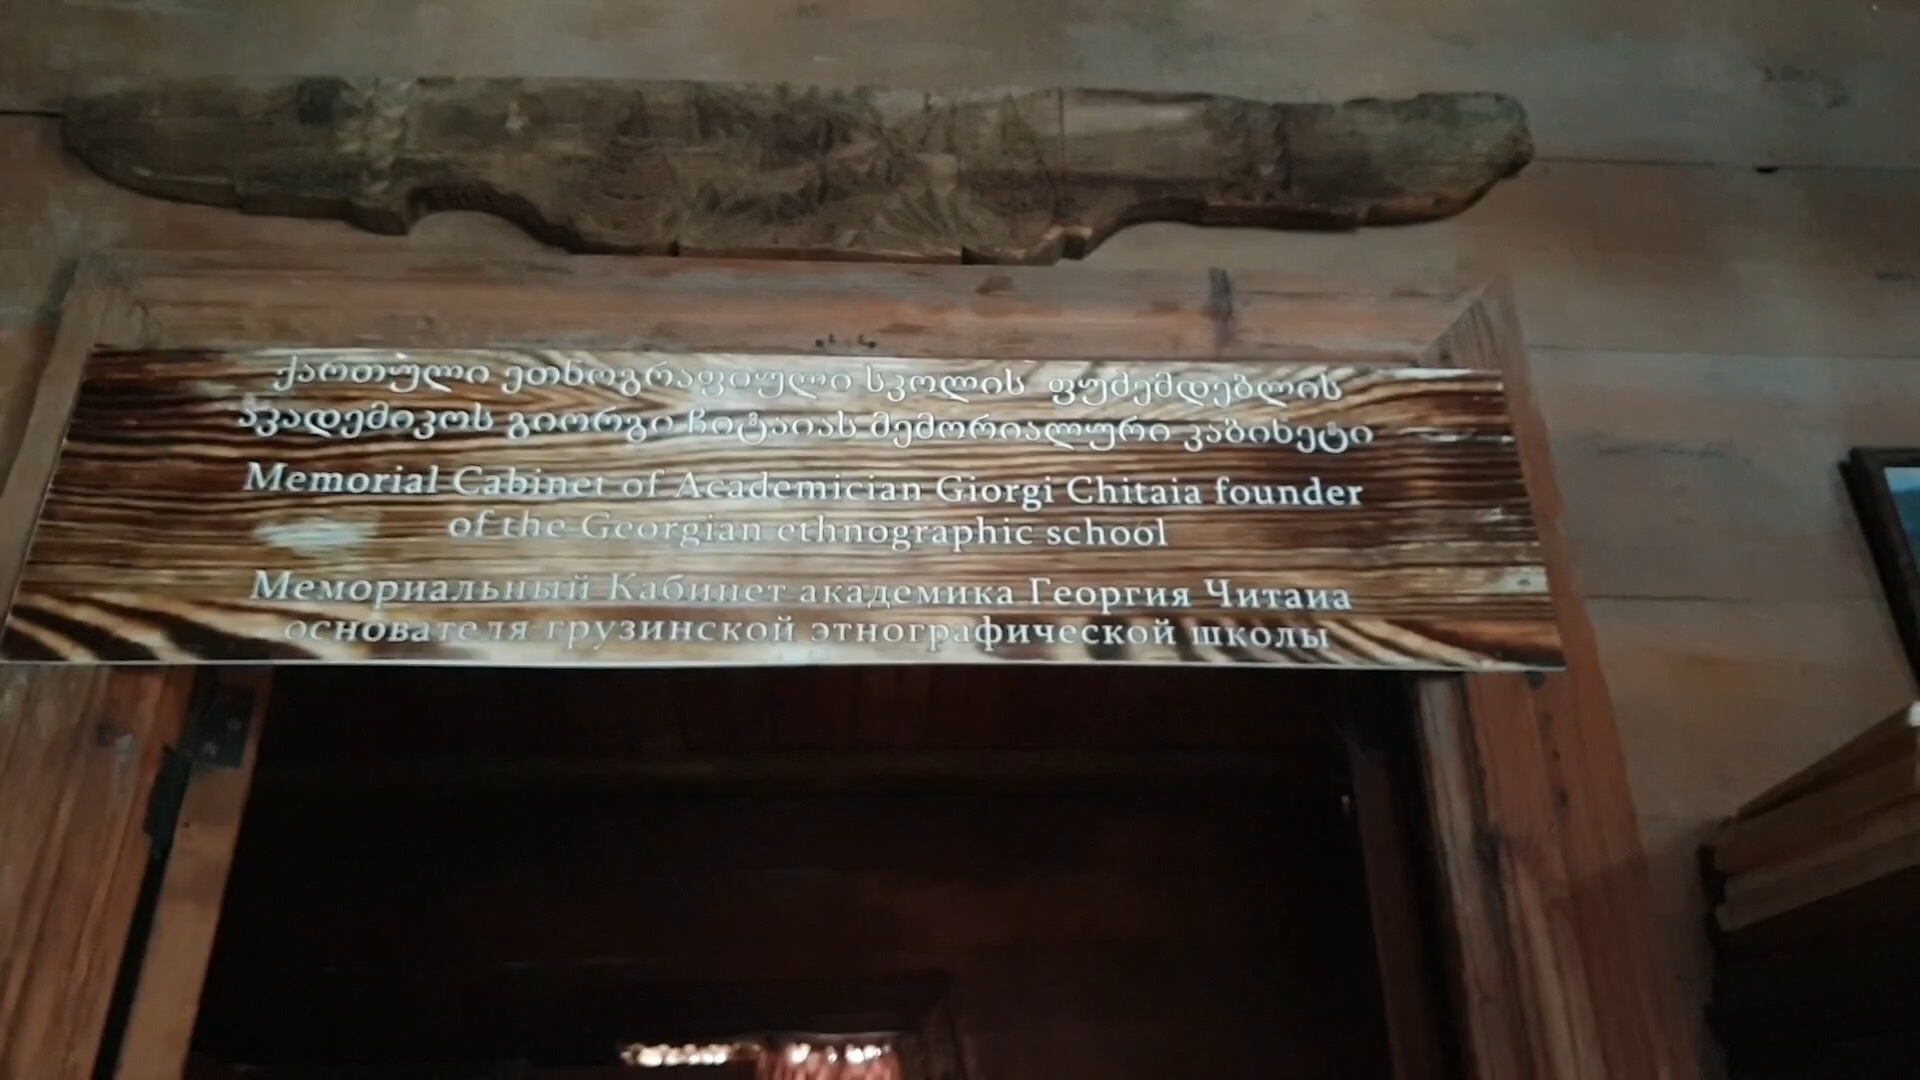 ქართული ეთნოგრაფიული სკოლის ფუძემდებლის
აკადემიკოს გიორგი ჩიტაიას მემორიალური კაბინეტი
Memorial Cabinet of Academician Giorgi Chitaia founder
of the Georgian ethnographic school
Мемориальный Кабинет академика Георгия Читаиа
основателя грузинской этнографической школы